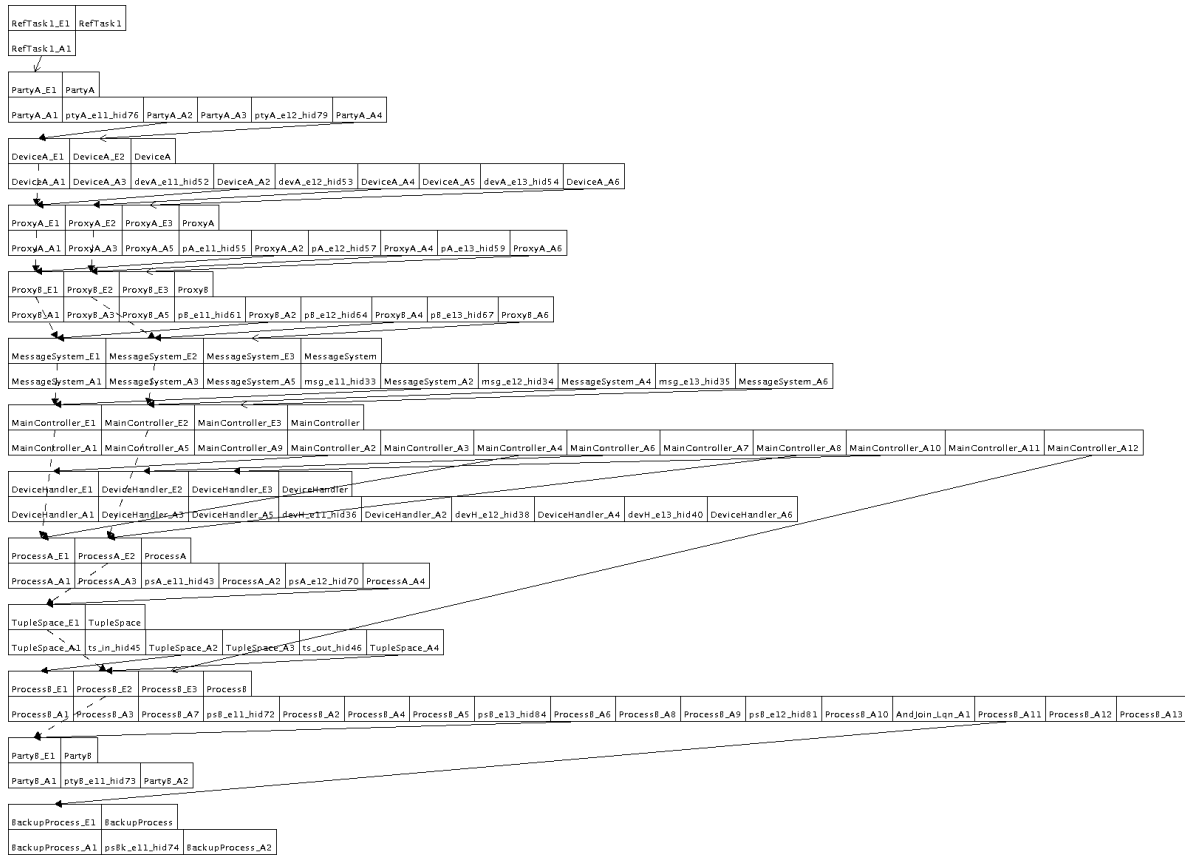 RefTask1_E1 RefTask1
RefTask1_A1
PartyA_E1 PartyA
PartyA_A1 ptyA_e11_hid76 PartyA_A2 PartyA_A3 ptyA_e12_hid79 PartyA_A4
DeviceA_E1 DeviceA_E2 DeviceA
DeviceA_A1 DeviceA_A3 devA_e11_hid52 DeviceA_A2 devA_e12_hid53 DeviceA_A4 DeviceA_A5 devA_e13_hid54 DeviceA_A6
ProxyA_E1 ProxyA_E2 ProxyA_E3 ProxyA
ProxyA_A1 ProxyA_A3 ProxyA_A5 pA_e11_hid55 ProxyA_A2 pA_e12_hid57 ProxyA_A4 pA_e13_hid59 ProxyA_A6
ProxyB_E1 ProxyB_E2 ProxyB_E3 ProxyB
ProxyB_A1 ProxyB_A3 ProxyB_A5 pB_e11_hid61 ProxyB_A2 pB_e12_hid64 ProxyB_A4 pB_e13_hid67 ProxyB_A6
MessageSystem_E1 MessageSystem_E2 MessageSystem_E3 MessageSystem
MessageSystem_A1 MessageSystem_A3 MessageSystem_A5 msg_e11_hid33 MessageSystem_A2 msg_e12_hid34 MessageSystem_A4 msg_e13_hid35 MessageSystem_A6
MainController_E1 MainController_E2 MainController_E3 MainController
MainController_A1 MainController_A5 MainController_A9 MainController_A2 MainController_A3 MainController_A4 MainController_A6 MainController_A7 MainController_A8 MainController_A10 MainController_A11 MainController_A12
DeviceHandler_E1 DeviceHandler_E2 DeviceHandler_E3 DeviceHandler
DeviceHandler_A1 DeviceHandler_A3 DeviceHandler_A5 devH_e11_hid36 DeviceHandler_A2 devH_e12_hid38 DeviceHandler_A4 devH_e13_hid40 DeviceHandler_A6
ProcessA_E1 ProcessA_E2 ProcessA
ProcessA_A1 ProcessA_A3 psA_e11_hid43 ProcessA_A2 psA_e12_hid70 ProcessA_A4
TupleSpace_E1 TupleSpace
TupleSpace_A1 ts_in_hid45 TupleSpace_A2 TupleSpace_A3 ts_out_hid46 TupleSpace_A4
ProcessB_E1 ProcessB_E2 ProcessB_E3 ProcessB
ProcessB_A1 ProcessB_A3 ProcessB_A7 psB_e11_hid72 ProcessB_A2 ProcessB_A4 ProcessB_A5 psB_e13_hid84 ProcessB_A6 ProcessB_A8 ProcessB_A9 psB_e12_hid81 ProcessB_A10 AndJoin_Lqn_A1 ProcessB_A11 ProcessB_A12 ProcessB_A13
PartyB_E1 PartyB
PartyB_A1 ptyB_e11_hid73 PartyB_A2
BackupProcess_E1 BackupProcess
BackupProcess_A1 psBk_e11_hid74 BackupProcess_A2